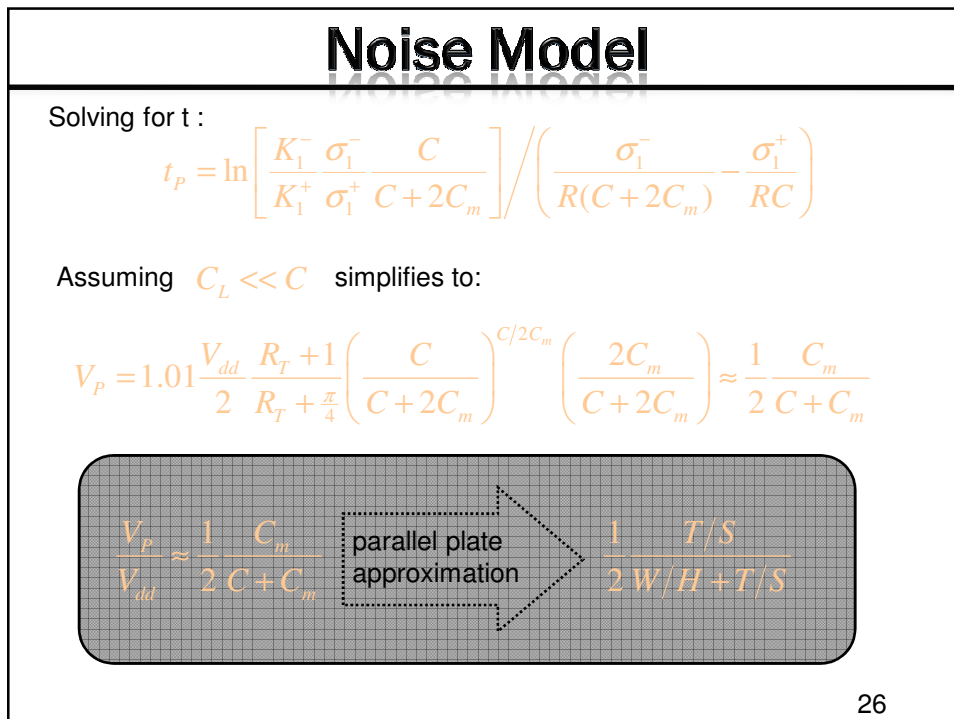 Noise Model
Solving for t :
t_P = ln[ (K_1^- / K_1^+) (σ_1^- / σ_1^+) (C / (C + 2C_m)) ] / ( σ_1^- / (R(C + 2C_m)) − σ_1^+ / (RC) )
Assuming C_L << C simplifies to:
V_P = 1.01 (V_dd / 2) ((R_T + 1) / (R_T + π/4)) (C / (C + 2C_m))^(C/2C_m) (2C_m / (C + 2C_m)) ≈ (1/2) (C_m / (C + C_m))
V_P / V_dd ≈ (1/2) (C_m / (C + C_m))
parallel plate
approximation
(1/2) ((T/S) / (W/H + T/S))
26